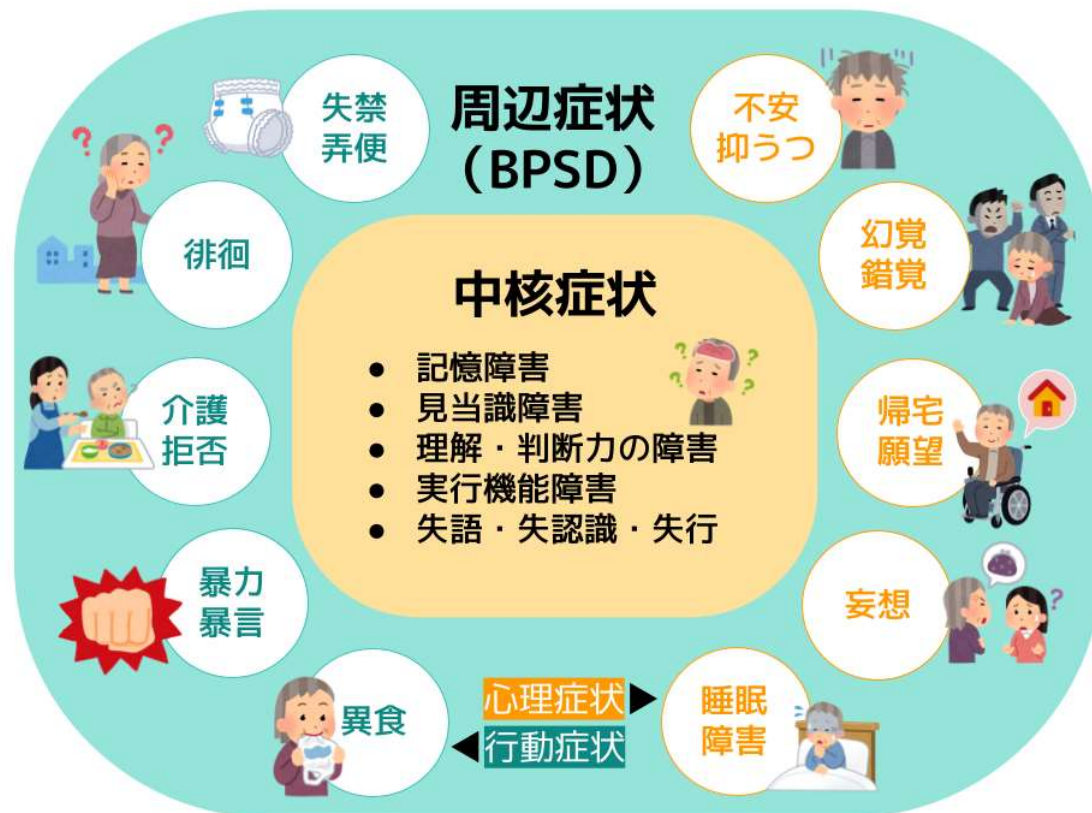 周辺症状
（BPSD）
失禁
弄便
徘徊
介護
拒否
暴力
暴言
異食
不安
抑うつ
幻覚
錯覚
帰宅
願望
妄想
睡眠
障害
中核症状
● 記憶障害
● 見当識障害
● 理解・判断力の障害
● 実行機能障害
● 失語・失認識・失行
心理症状▶
◀行動症状
? ?
? ? ? ?
?